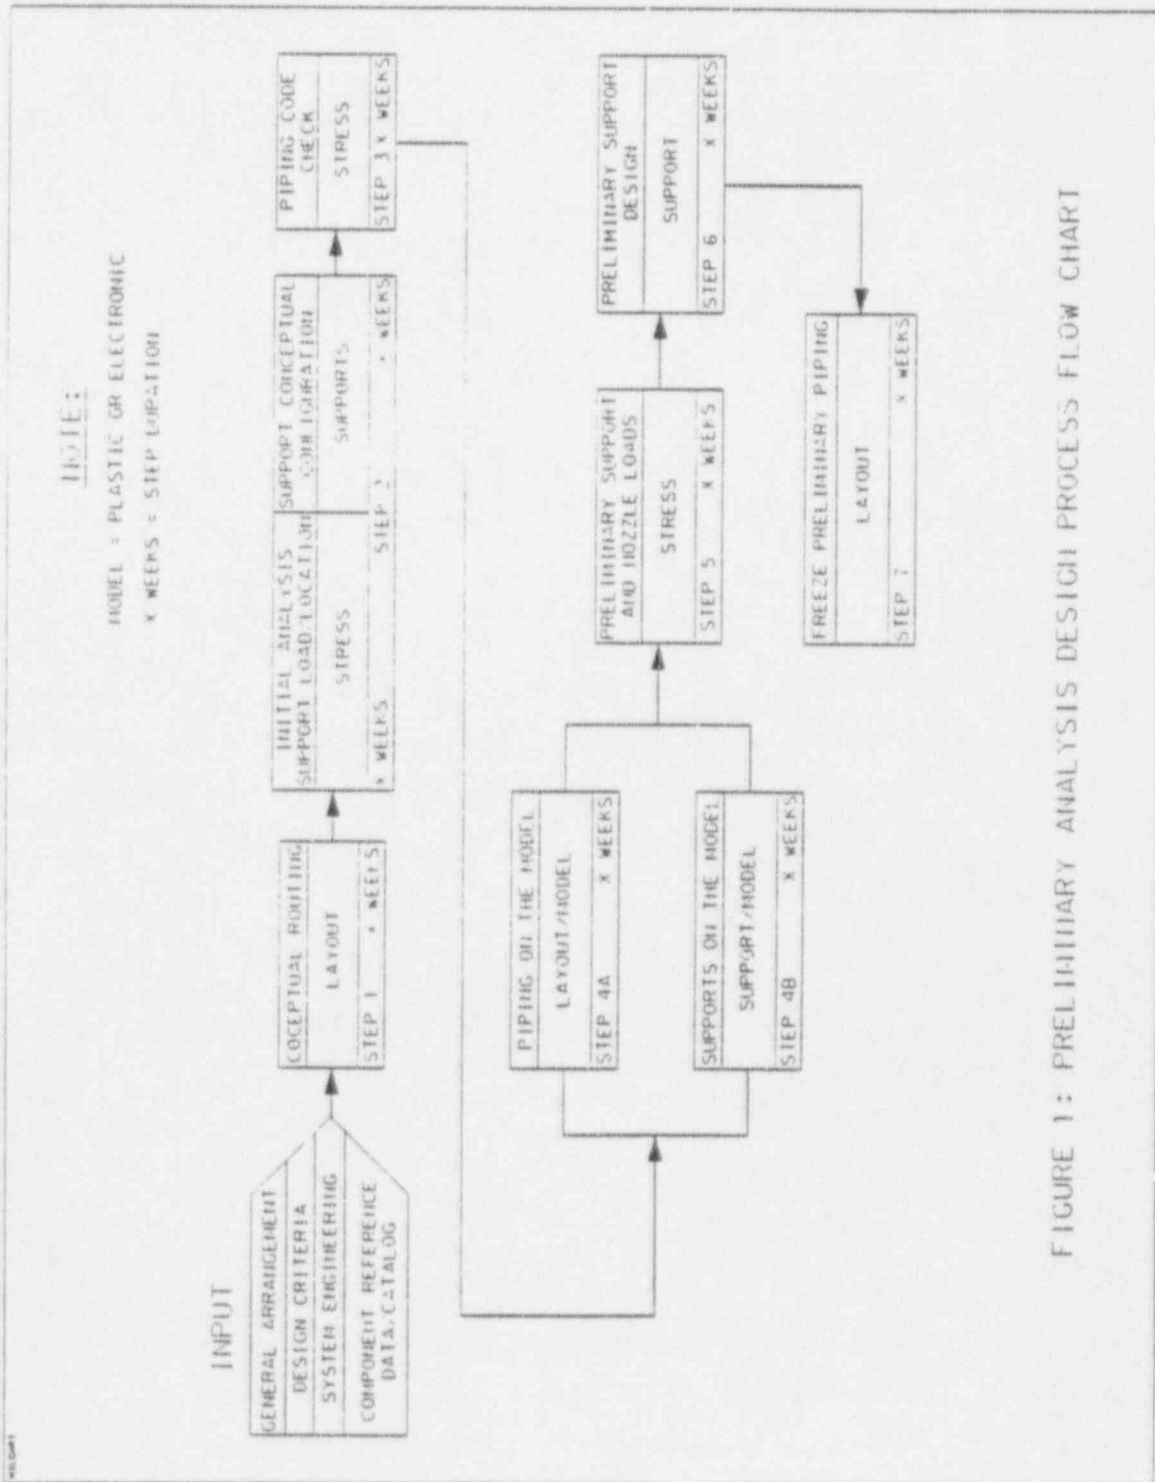 NOTE:
MODEL = PLASTIC OR ELECTRONIC
X WEEKS = STEP DURATION
INPUT
GENERAL ARRANGEMENT
DESIGN CRITERIA
SYSTEM ENGINEERING
COMPONENT REFERENCE
DATA/CATALOG
COCEPTUAL ROUTING
LAYOUT
STEP 1 X WEEKS
INITIAL ANALYSIS
SUPPORT LOAD/LOCATION
STRESS
X WEEKS
SUPPORT CONCEPTUAL
CONFIGURATION
SUPPORTS
STEP 2
X WEEKS
PIPING CODE
CHECK
STRESS
STEP 3 X WEEKS
PIPING ON THE MODEL
LAYOUT/MODEL
STEP 4A X WEEKS
SUPPORTS ON THE MODEL
SUPPORT/MODEL
STEP 4B X WEEKS
PRELIMINARY SUPPORT
AND NOZZLE LOADS
STRESS
STEP 5 X WEEKS
PRELIMINARY SUPPORT
DESIGN
SUPPORT
STEP 6 X WEEKS
FREEZE PRELIMINARY PIPING
LAYOUT
STEP 7 X WEEKS
FIGURE 1: PRELIMINARY ANALYSIS DESIGN PROCESS FLOW CHART